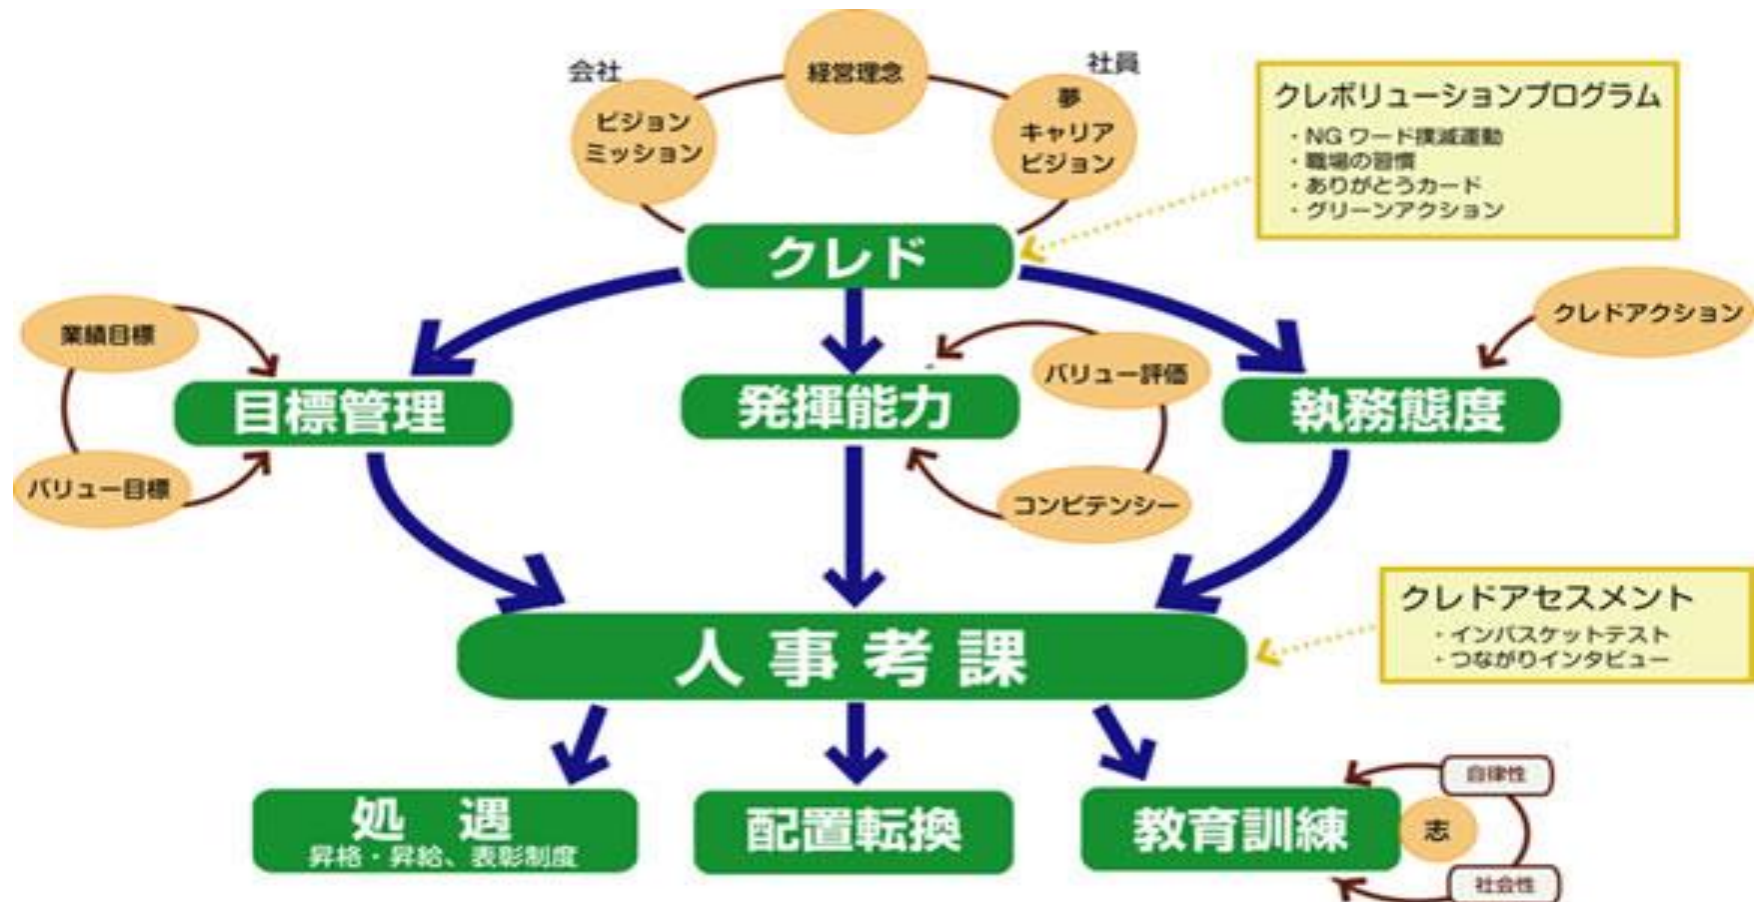 経営理念
会社
社員
ビジョン
ミッション
夢
キャリア
ビジョン
クレボリューションプログラム
・NGワード撲滅運動
・職場の習慣
・ありがとうカード
・グリーンアクション
クレド
業績目標
バリュー目標
目標管理
発揮能力
バリュー評価
コンピテンシー
クレドアクション
執務態度
人事考課
クレドアセスメント
・インバスケットテスト
・つながりインタビュー
処遇
昇格・昇給、表彰制度
配置転換
教育訓練
自律性
志
社会性